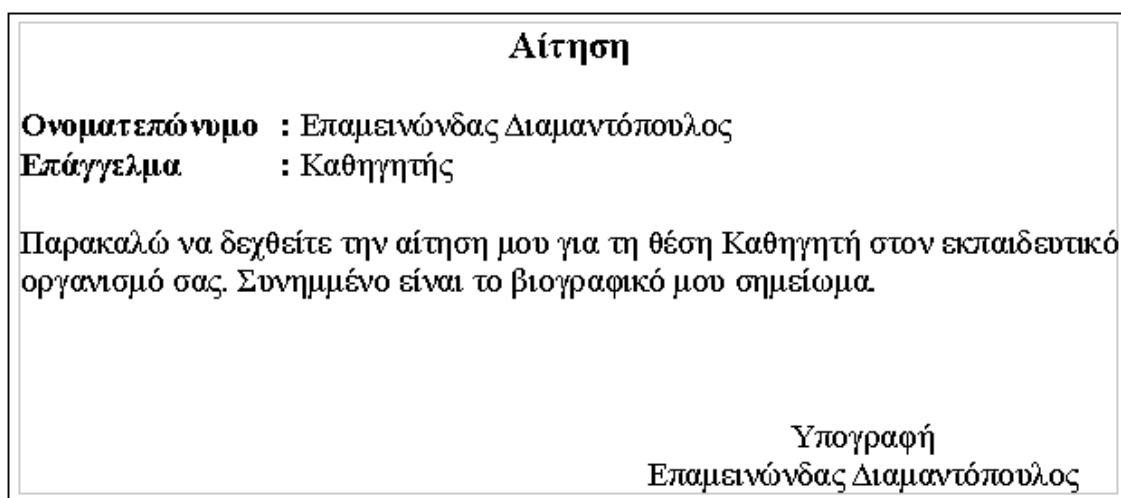 Αίτηση
Ονοματεπώνυμο : Επαμεινώνδας Διαμαντόπουλος
Επάγγελμα : Καθηγητής
Παρακαλώ να δεχθείτε την αίτηση μου για τη θέση Καθηγητή στον εκπαιδευτικό
οργανισμό σας. Συνημμένο είναι το βιογραφικό μου σημείωμα.
Υπογραφή
Επαμεινώνδας Διαμαντόπουλος